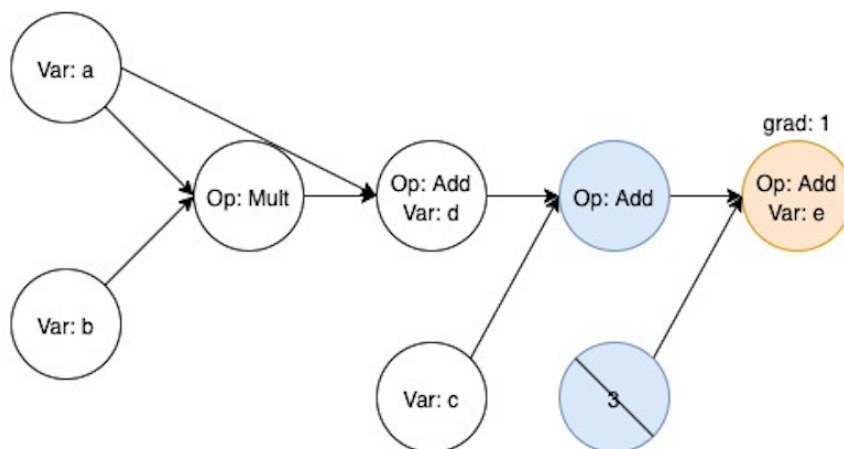 Var: a
grad: 1
Op: Mult
Op: Add
Var: d
Op: Add
Op: Add
Var: e
Var: b
Var: c
3